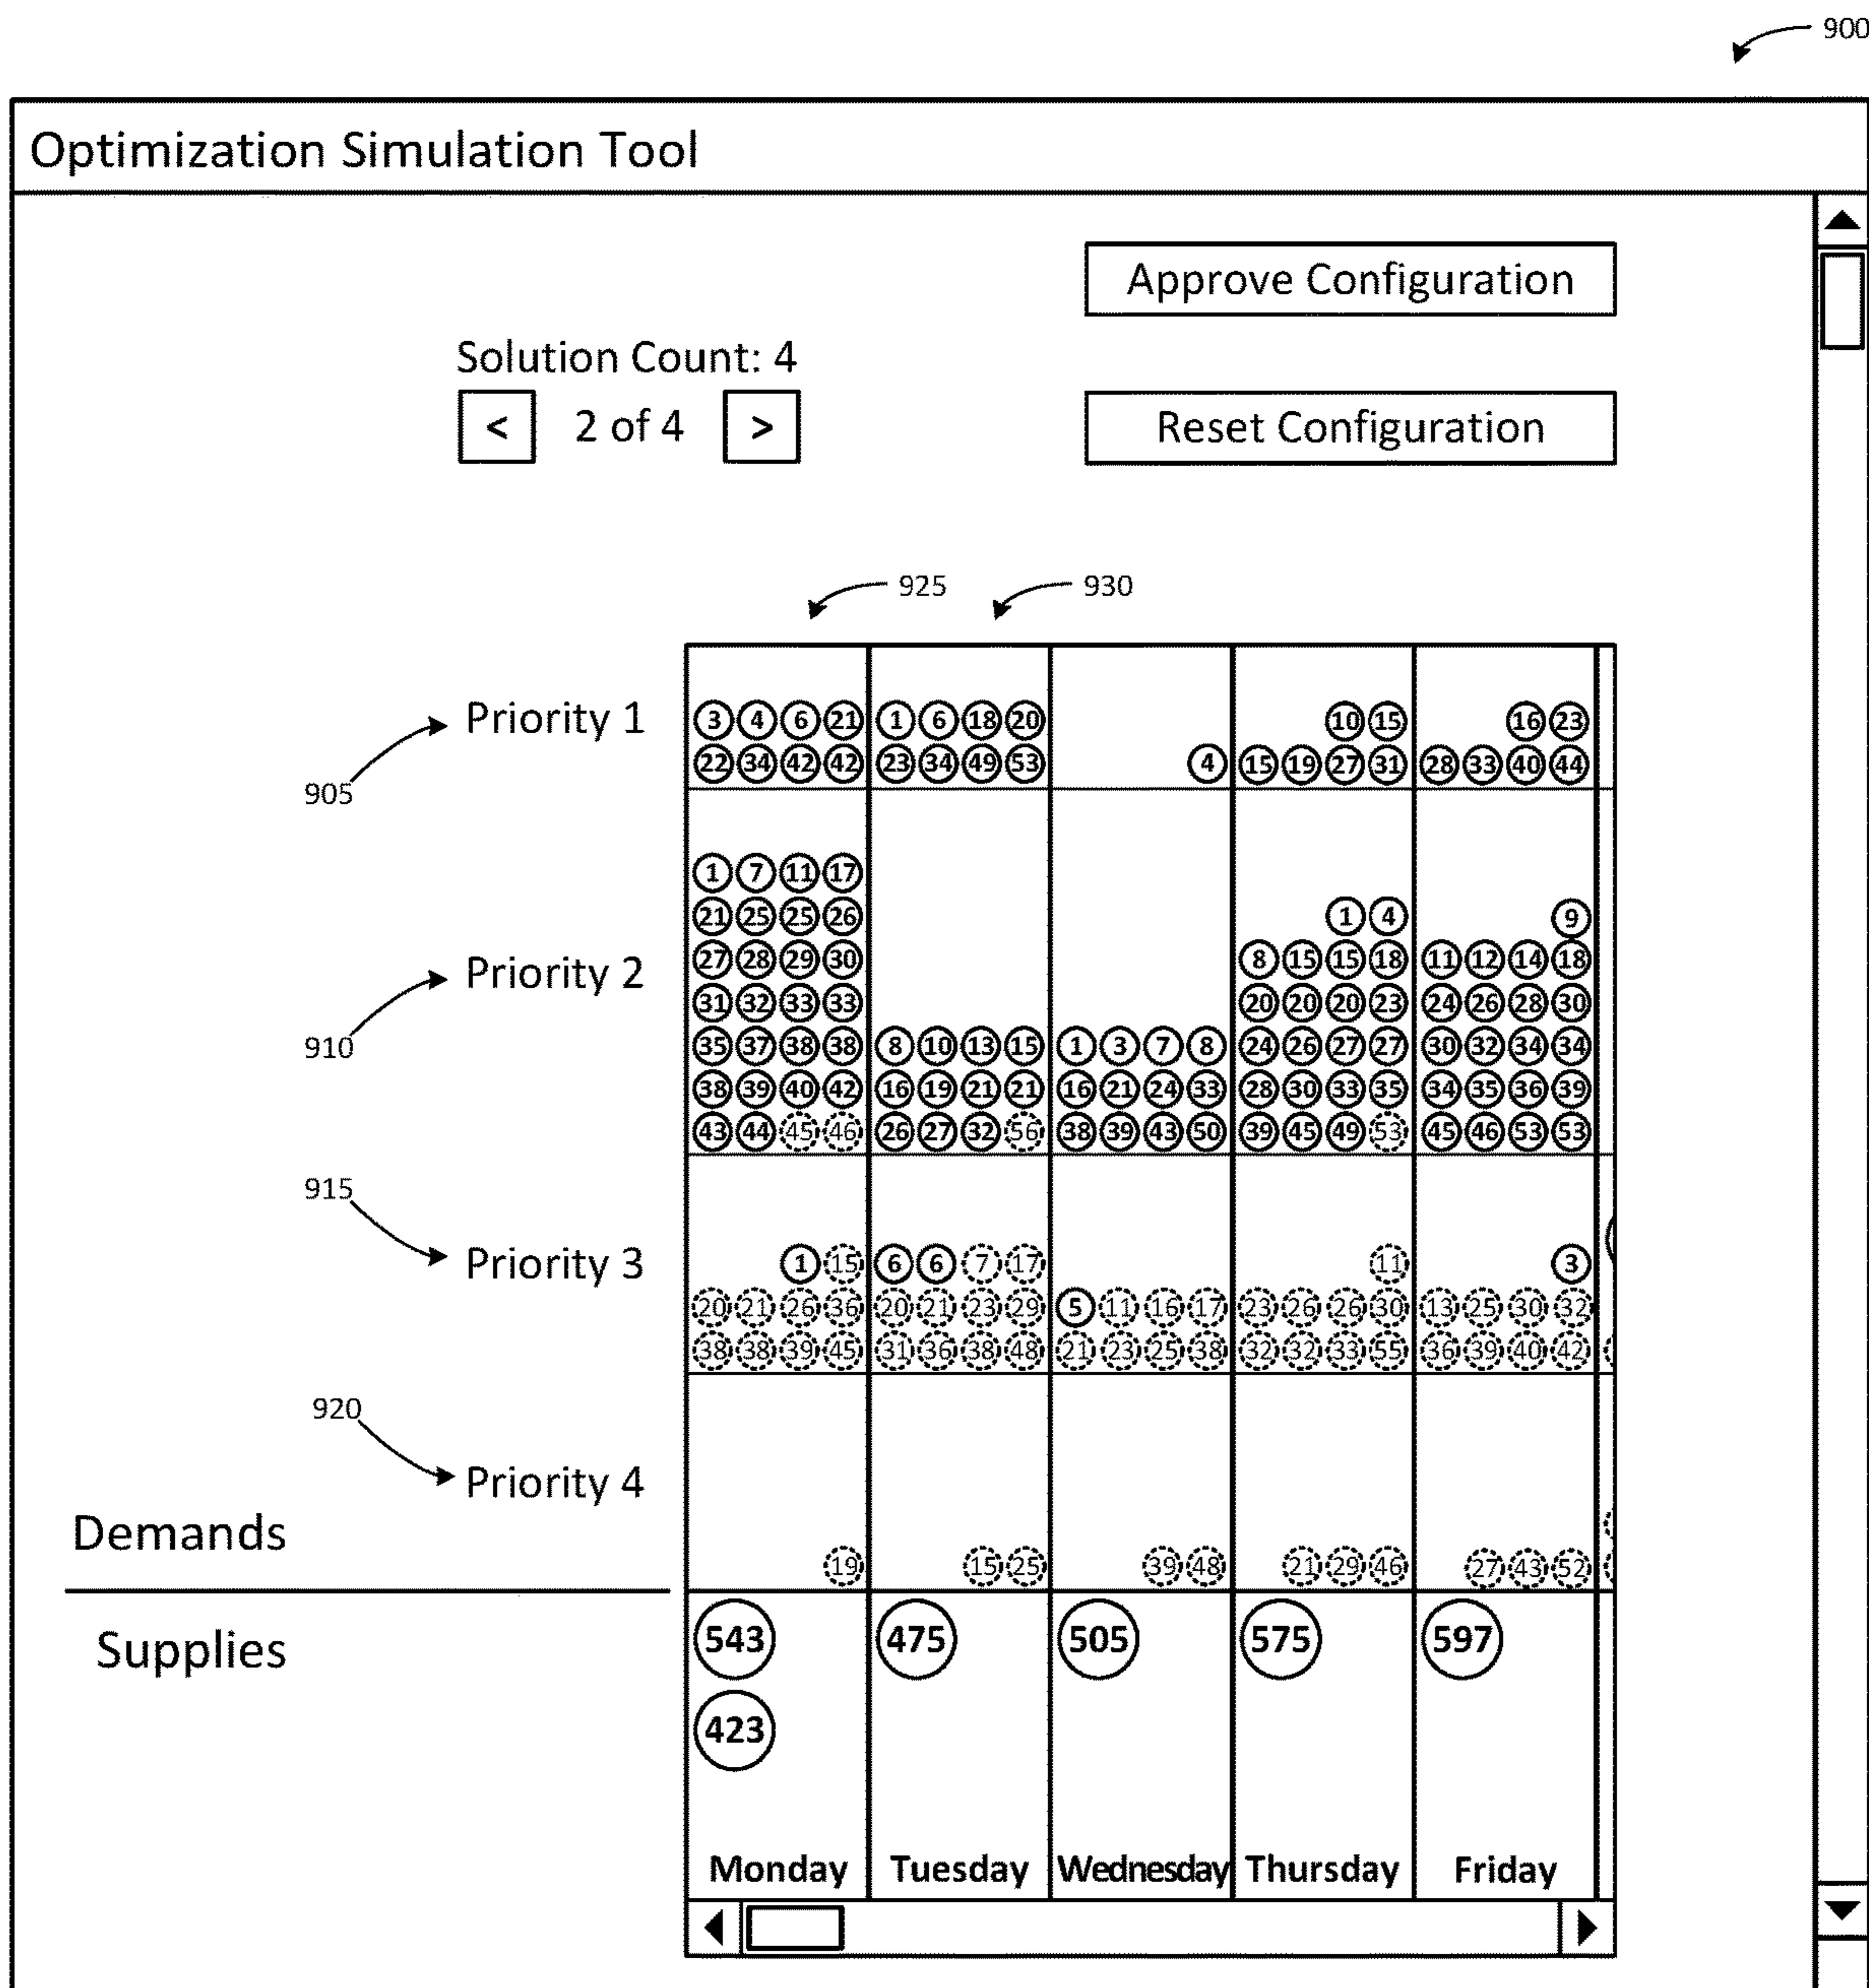 900
Optimization Simulation Tool
Approve Configuration
Solution Count: 4
< 2 of 4 > Reset Configuration
925 930
Priority 1
905
3 4 6 21 1 6 18 20 10 15 16 23
22 34 42 42 23 34 49 53 4 15 19 27 31 28 33 40 44
Priority 2
910
1 7 11 17
21 25 25 26 1 4 9
27 28 29 30 8 15 15 18 11 12 14 18
31 32 33 33 20 20 20 23 24 26 28 30
35 37 38 38 8 10 13 15 1 3 7 8 24 26 27 27 30 32 34 34
38 39 40 42 16 19 21 21 16 21 24 33 28 30 33 35 34 35 36 39
43 44 45 46 26 27 32 56 38 39 43 50 39 45 49 53 45 46 53 53
915
Priority 3
1 15 6 6 7 17 11 3
20 21 26 36 20 21 23 29 5 11 16 17 23 26 26 30 13 25 30 32
38 38 39 45 31 36 38 48 21 23 25 38 32 32 33 55 36 39 40 42
920
Priority 4
Demands
19 15 25 39 48 21 29 46 27 43 52
Supplies
543 475 505 575 597
423
Monday Tuesday Wednesday Thursday Friday